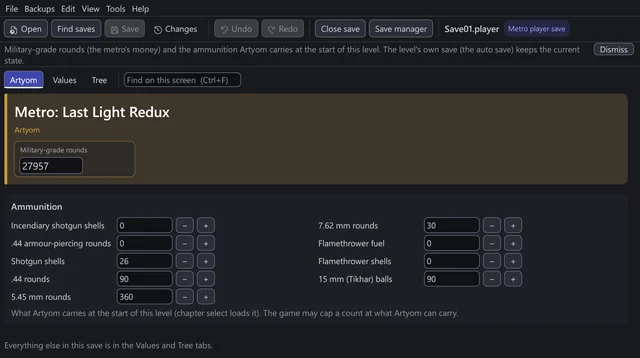 File Backups Edit View Tools Help
Open Find saves Save Changes Undo Redo Close save Save manager Save01.player Metro player save
Military-grade rounds (the metro's money) and the ammunition Artyom carries at the start of this level. The level's own save (the auto save) keeps the current state.
Dismiss
Artyom Values Tree Find on this screen (Ctrl+F)
Metro: Last Light Redux
Artyom
Military-grade rounds
27957
Ammunition
Incendiary shotgun shells 0 − +
.44 armour-piercing rounds 0 − +
Shotgun shells 26 − +
.44 rounds 90 − +
5.45 mm rounds 360 − +
7.62 mm rounds 30 − +
Flamethrower fuel 0 − +
Flamethrower shells 0 − +
15 mm (Tikhar) balls 90 − +
What Artyom carries at the start of this level (chapter select loads it). The game may cap a count at what Artyom can carry.
Everything else in this save is in the Values and Tree tabs.